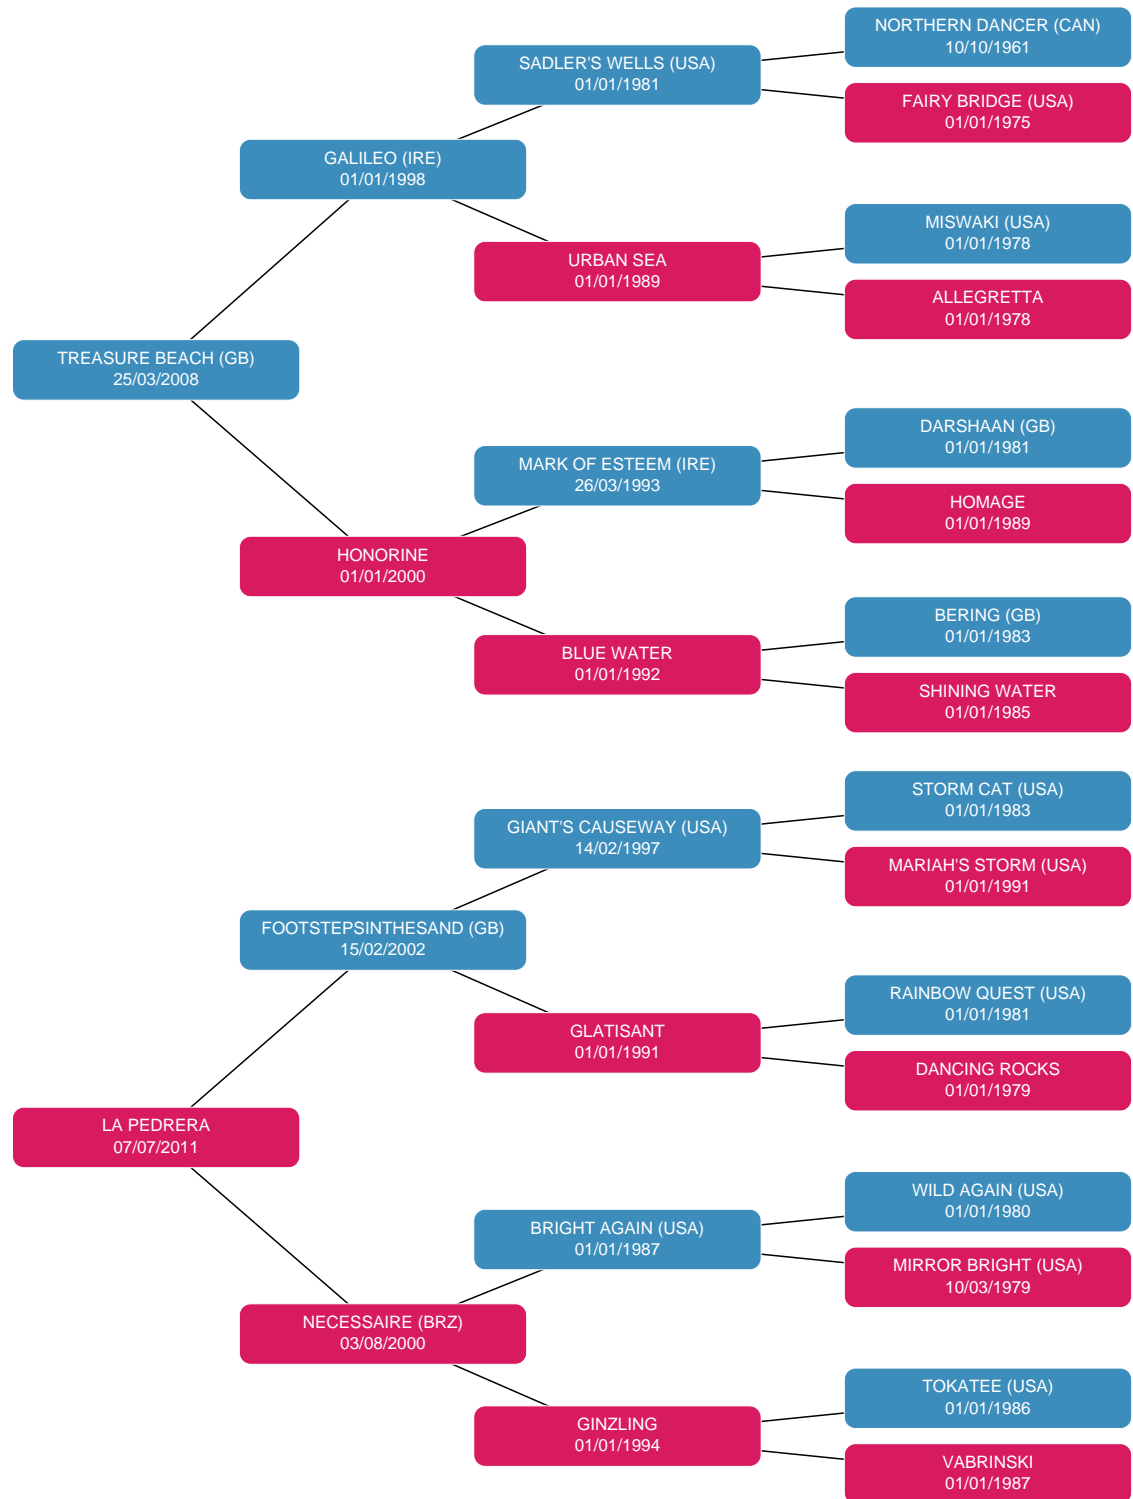 NORTHERN DANCER (CAN)
10/10/1961
SADLER'S WELLS (USA)
01/01/1981
FAIRY BRIDGE (USA)
01/01/1975
GALILEO (IRE)
01/01/1998
MISWAKI (USA)
01/01/1978
URBAN SEA
01/01/1989
ALLEGRETTA
01/01/1978
TREASURE BEACH (GB)
25/03/2008
DARSHAAN (GB)
01/01/1981
MARK OF ESTEEM (IRE)
26/03/1993
HOMAGE
01/01/1989
HONORINE
01/01/2000
BERING (GB)
01/01/1983
BLUE WATER
01/01/1992
SHINING WATER
01/01/1985
STORM CAT (USA)
01/01/1983
GIANT'S CAUSEWAY (USA)
14/02/1997
MARIAH'S STORM (USA)
01/01/1991
FOOTSTEPSINTHESAND (GB)
15/02/2002
RAINBOW QUEST (USA)
01/01/1981
GLATISANT
01/01/1991
DANCING ROCKS
01/01/1979
LA PEDRERA
07/07/2011
WILD AGAIN (USA)
01/01/1980
BRIGHT AGAIN (USA)
01/01/1987
MIRROR BRIGHT (USA)
10/03/1979
NECESSAIRE (BRZ)
03/08/2000
TOKATEE (USA)
01/01/1986
GINZLING
01/01/1994
VABRINSKI
01/01/1987